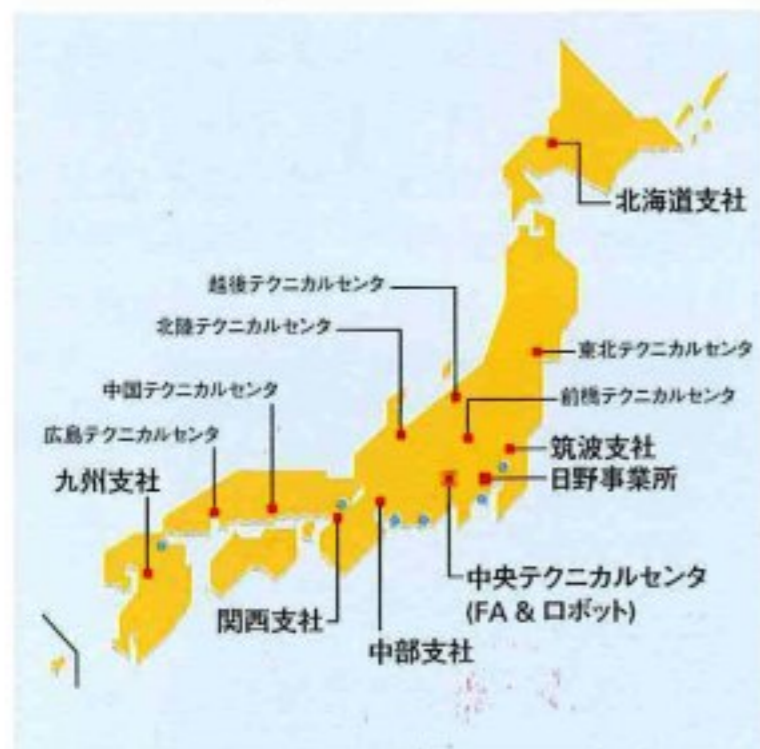 北海道支社
越後テクニカルセンタ
北陸テクニカルセンタ
東北テクニカルセンタ
中国テクニカルセンタ
前橋テクニカルセンタ
広島テクニカルセンタ
筑波支社
九州支社
日野事業所
中央テクニカルセンタ
(FA & ロボット)
関西支社
中部支社